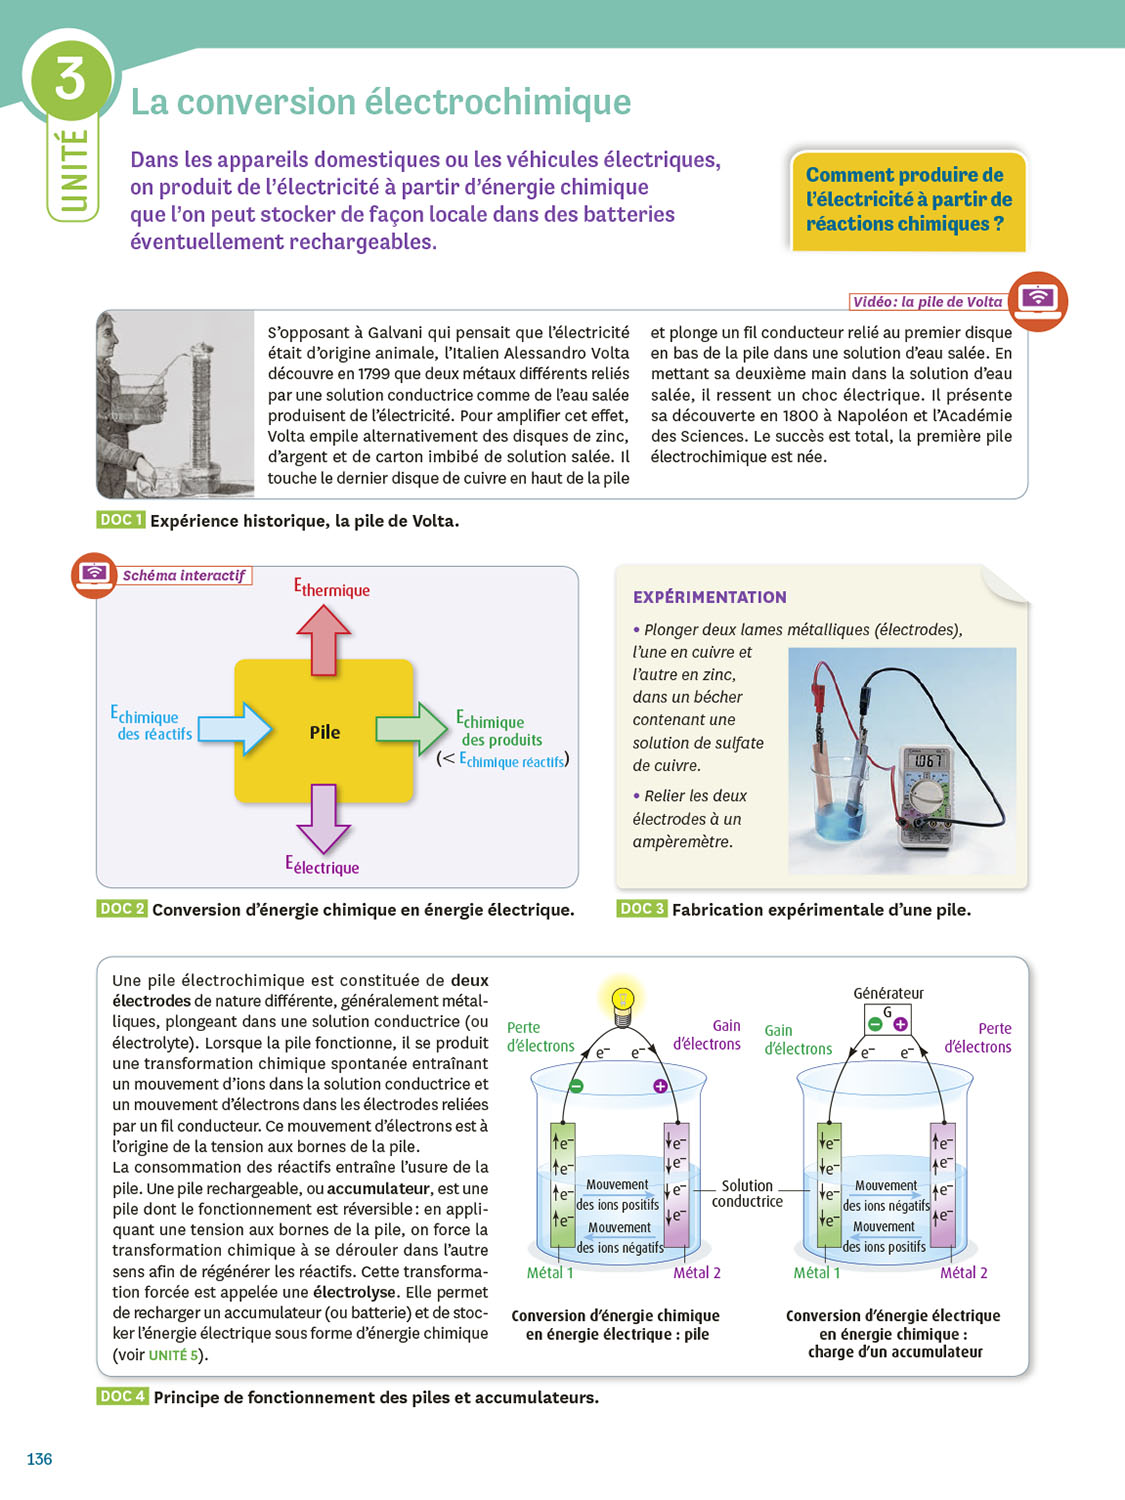 3
UNITÉ
La conversion électrochimique
Dans les appareils domestiques ou les véhicules électriques,
on produit de l'électricité à partir d'énergie chimique
que l'on peut stocker de façon locale dans des batteries
éventuellement rechargeables.
Comment produire de
l'électricité à partir de
réactions chimiques ?
Vidéo : la pile de Volta
S'opposant à Galvani qui pensait que l'électricité
était d'origine animale, l'Italien Alessandro Volta
découvre en 1799 que deux métaux différents reliés
par une solution conductrice comme de l'eau salée
produisent de l'électricité. Pour amplifier cet effet,
Volta empile alternativement des disques de zinc,
d'argent et de carton imbibé de solution salée. Il
touche le dernier disque de cuivre en haut de la pile
et plonge un fil conducteur relié au premier disque
en bas de la pile dans une solution d'eau salée. En
mettant sa deuxième main dans la solution d'eau
salée, il ressent un choc électrique. Il présente
sa découverte en 1800 à Napoléon et l'Académie
des Sciences. Le succès est total, la première pile
électrochimique est née.
DOC 1 Expérience historique, la pile de Volta.
Schéma interactif
Ethermique
Echimique
des réactifs
Pile
Echimique
des produits
(< Echimique réactifs)
Eélectrique
DOC 2 Conversion d'énergie chimique en énergie électrique.
EXPÉRIMENTATION
• Plonger deux lames métalliques (électrodes),
l'une en cuivre et
l'autre en zinc,
dans un bécher
contenant une
solution de sulfate
de cuivre.
• Relier les deux
électrodes à un
ampèremètre.
1.067
DOC 3 Fabrication expérimentale d'une pile.
Une pile électrochimique est constituée de deux
électrodes de nature différente, généralement métal-
liques, plongeant dans une solution conductrice (ou
électrolyte). Lorsque la pile fonctionne, il se produit
une transformation chimique spontanée entraînant
un mouvement d'ions dans la solution conductrice et
un mouvement d'électrons dans les électrodes reliées
par un fil conducteur. Ce mouvement d'électrons est à
l'origine de la tension aux bornes de la pile.
La consommation des réactifs entraîne l'usure de la
pile. Une pile rechargeable, ou accumulateur, est une
pile dont le fonctionnement est réversible : en appli-
quant une tension aux bornes de la pile, on force la
transformation chimique à se dérouler dans l'autre
sens afin de régénérer les réactifs. Cette transforma-
tion forcée est appelée une électrolyse. Elle permet
de recharger un accumulateur (ou batterie) et de stoc-
ker l'énergie électrique sous forme d'énergie chimique
(voir UNITÉ 5).
Perte
d'électrons
Gain
d'électrons
e⁻ e⁻
− +
e⁻ e⁻
e⁻ e⁻
e⁻ e⁻
e⁻ e⁻
Mouvement
des ions positifs
Mouvement
des ions négatifs
Métal 1
Métal 2
Solution
conductrice
Conversion d'énergie chimique
en énergie électrique : pile
Générateur
G
− +
Gain
d'électrons
Perte
d'électrons
e⁻ e⁻
e⁻ e⁻
e⁻ e⁻
e⁻ e⁻
e⁻ e⁻
Mouvement
des ions négatifs
Mouvement
des ions positifs
Métal 1
Métal 2
Conversion d'énergie électrique
en énergie chimique :
charge d'un accumulateur
DOC 4 Principe de fonctionnement des piles et accumulateurs.
136